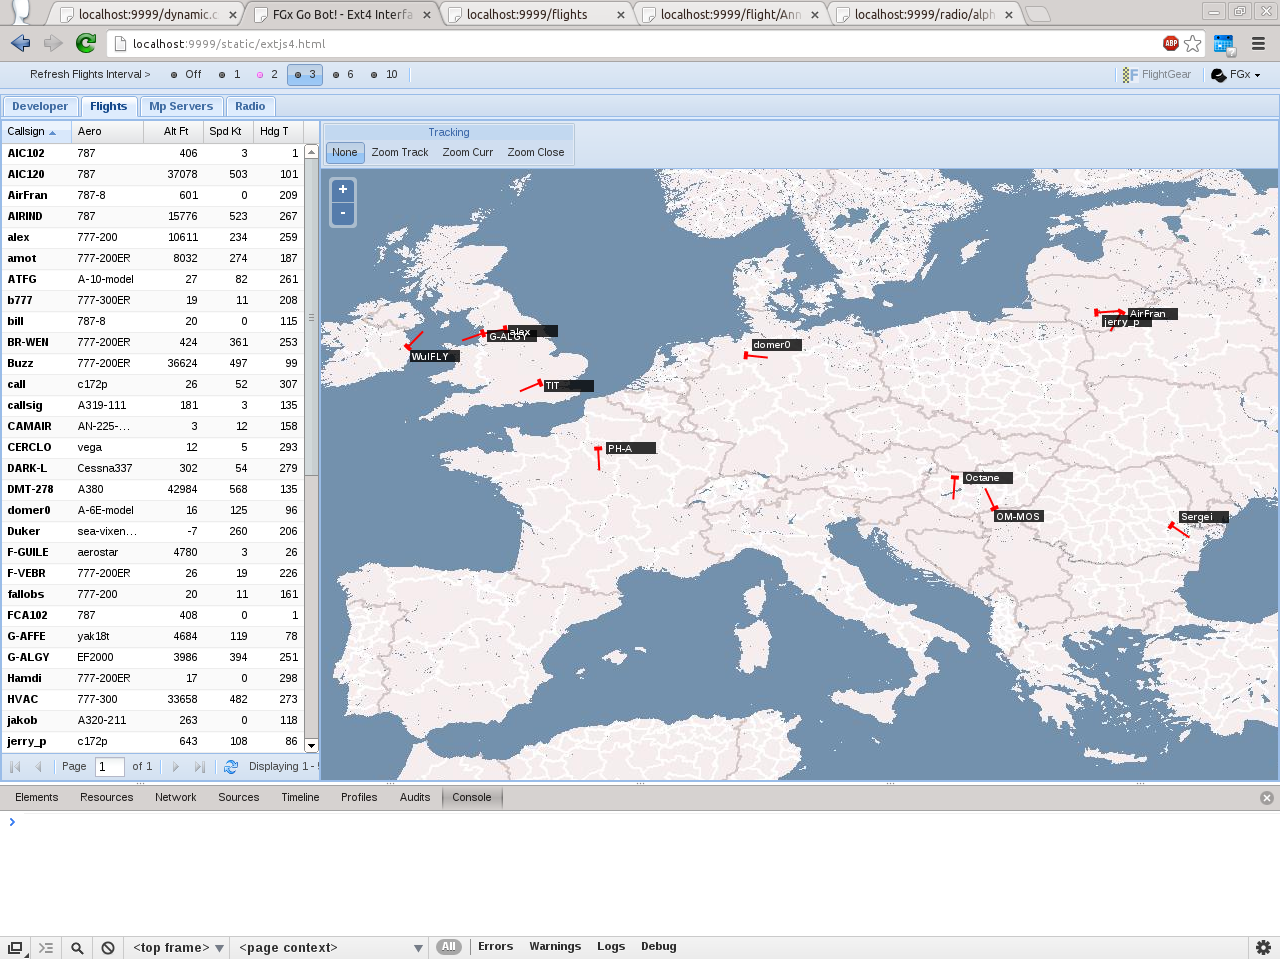 localhost:9999/dynamic.c
FGx Go Bot! - Ext4 Interfa
localhost:9999/flights
localhost:9999/flight/Ann
localhost:9999/radio/alph
localhost:9999/static/extjs4.html
ABP
Refresh Flights Interval > Off 1 2 3 6 10
FlightGear FGx
Developer Flights Mp Servers Radio
Callsign Aero Alt Ft Spd Kt Hdg T
AIC102 787 406 3 1
AIC120 787 37078 503 101
AirFran 787-8 601 0 209
AIRIND 787 15776 523 267
alex 777-200 10611 234 259
amot 777-200ER 8032 274 187
ATFG A-10-model 27 82 261
b777 777-300ER 19 11 208
bill 787-8 20 0 115
BR-WEN 777-200ER 424 361 253
Buzz 777-200ER 36624 497 99
call c172p 26 52 307
callsig A319-111 181 3 135
CAMAIR AN-225-... 3 12 158
CERCLO vega 12 5 293
DARK-L Cessna337 302 54 279
DMT-278 A380 42984 568 135
domer0 A-6E-model 16 125 96
Duker sea-vixen... -7 260 206
F-GUILE aerostar 4780 3 26
F-VEBR 777-200ER 26 19 226
fallobs 777-200 20 11 161
FCA102 787 408 0 1
G-AFFE yak18t 4684 119 78
G-ALGY EF2000 3986 394 251
Hamdi 777-200ER 17 0 298
HVAC 777-300 33658 482 273
jakob A320-211 263 0 118
jerry_p c172p 643 108 86
Page 1 of 1 Displaying 1 -
Tracking
None Zoom Track Zoom Curr Zoom Close
+
-
AirFran
jerry_p
alex
G-ALGY
domer0
WulFLY
TIT
PH-A
Octane
OM-MOS
Sergei
Elements Resources Network Sources Timeline Profiles Audits Console
>
<top frame> <page context> All Errors Warnings Logs Debug